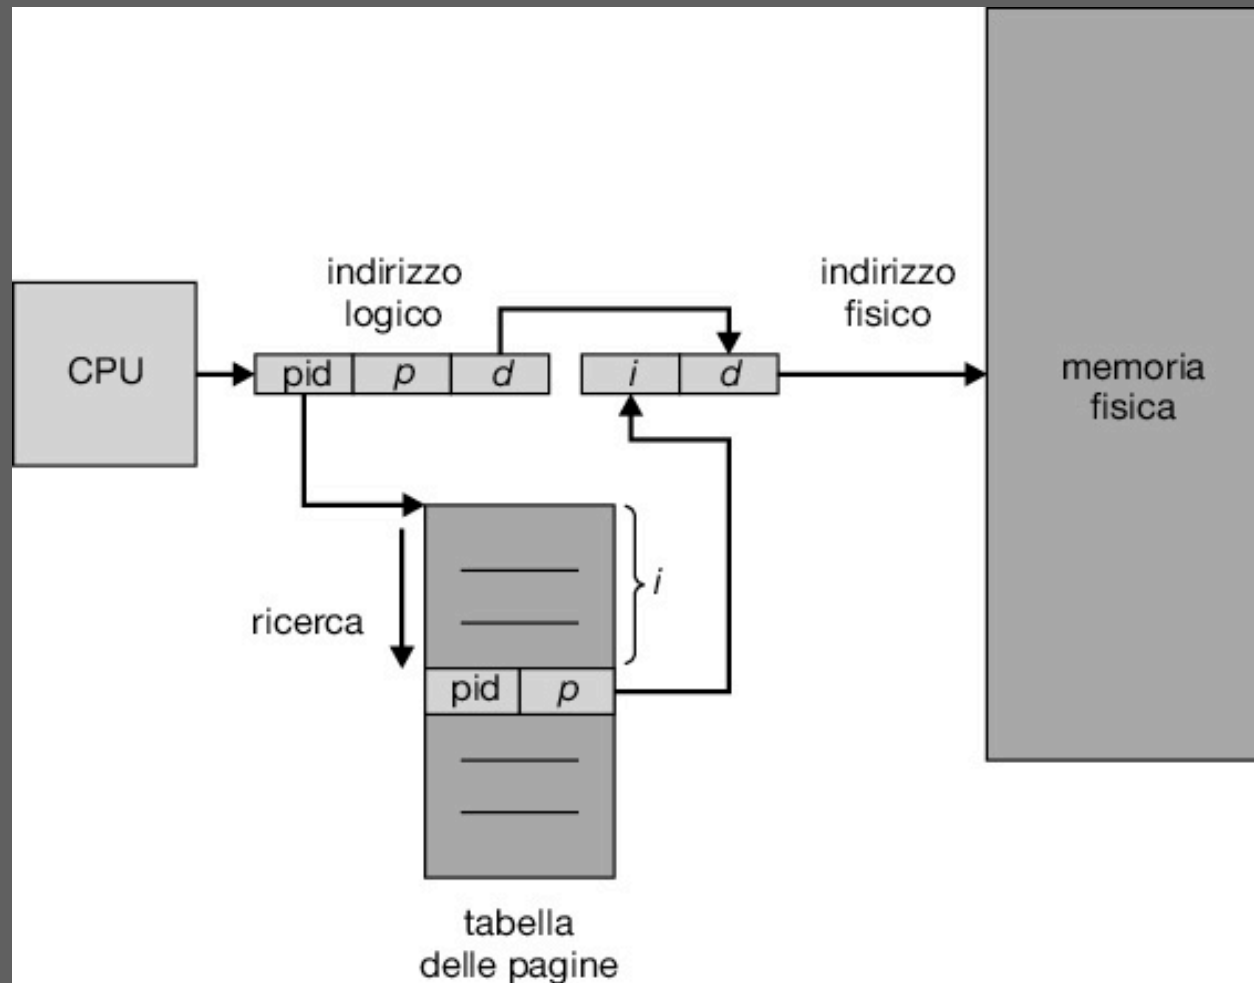 indirizzo
logico
indirizzo
fisico
CPU
pid p d
i d
memoria
fisica
i
ricerca
pid p
tabella
delle pagine